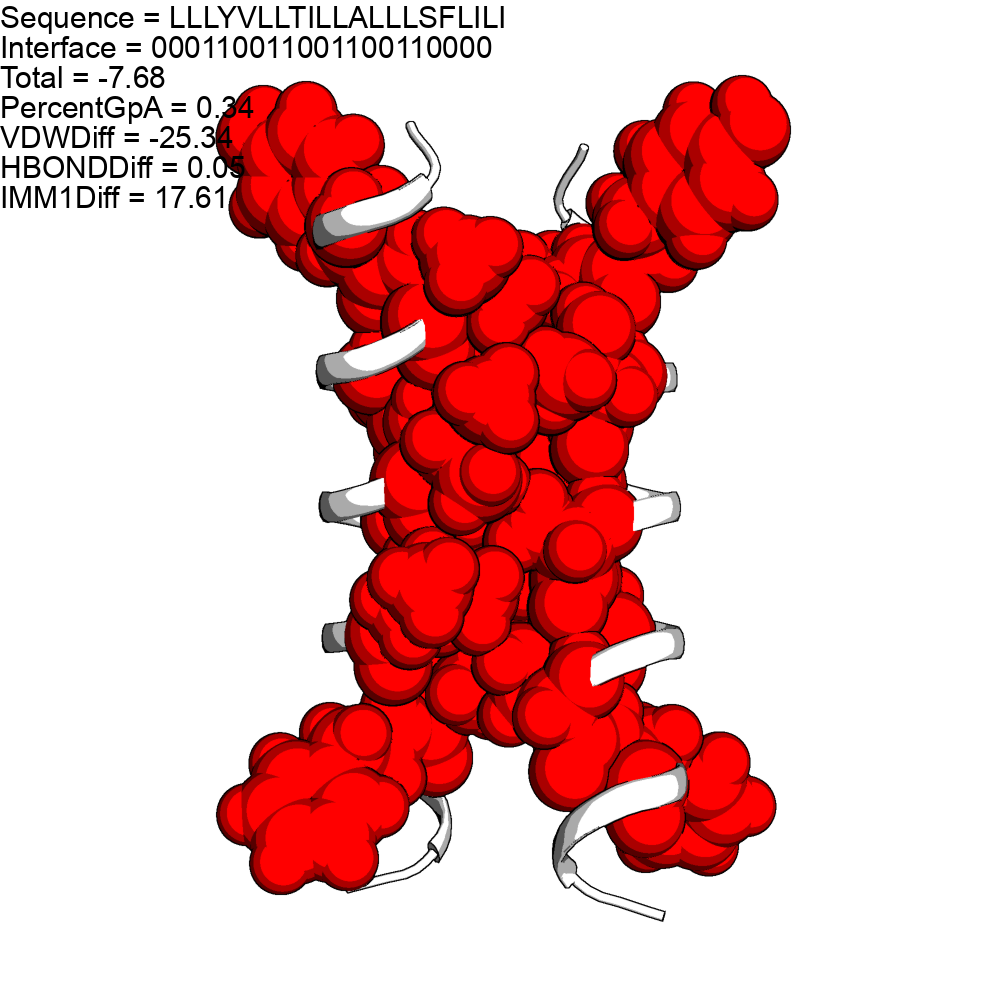 Sequence = LLLYVLLTILLALLLSFLILI
Interface = 000110011001100110000
Total = -7.68
PercentGpA = 0.34
VDWDiff = -25.34
HBONDDiff = 0.05
IMM1Diff = 17.61